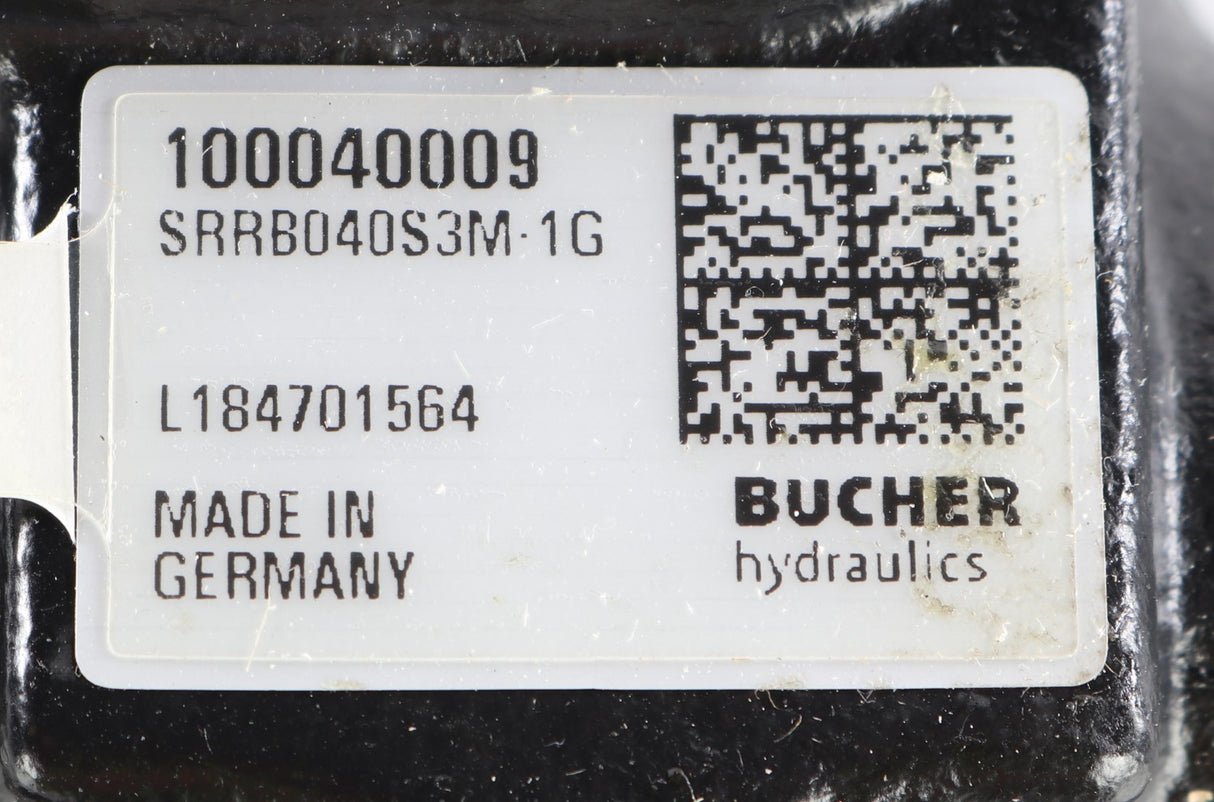 100040009
SRRB040S3M-1G
L184701564
MADE IN
GERMANY
BUCHER
hydraulics